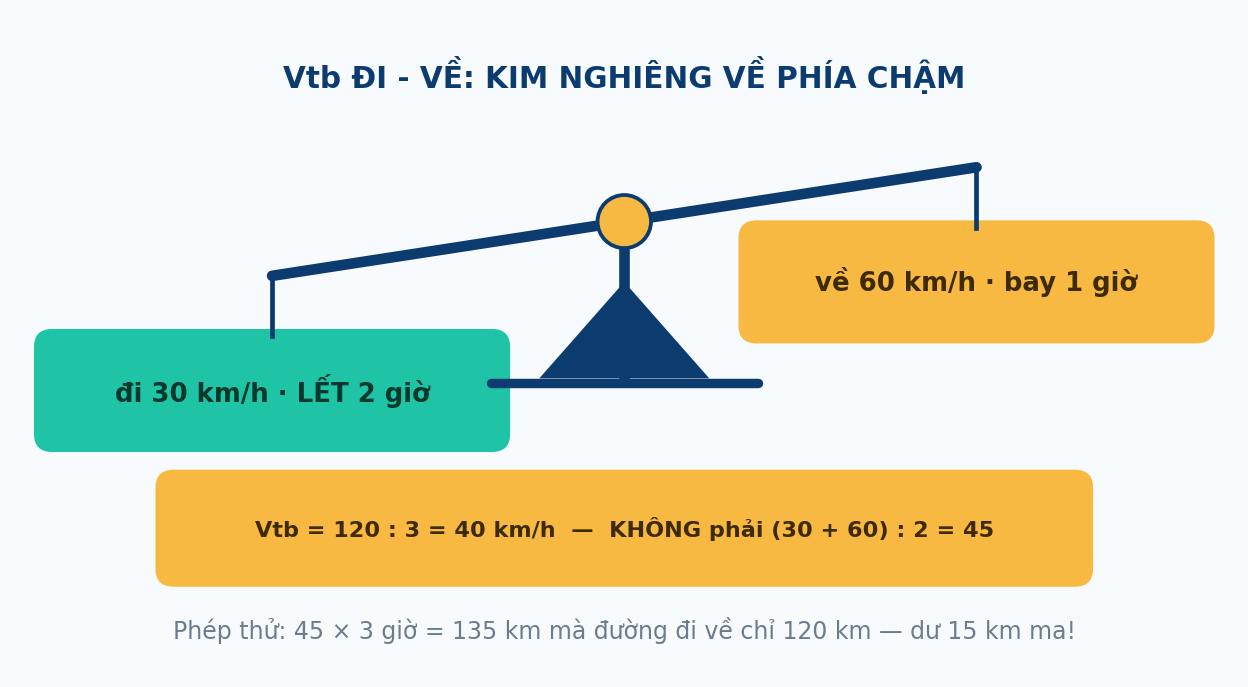 Vtb ĐI - VỀ: KIM NGHIÊNG VỀ PHÍA CHẬM
về 60 km/h · bay 1 giờ
đi 30 km/h · LẾT 2 giờ
Vtb = 120 : 3 = 40 km/h — KHÔNG phải (30 + 60) : 2 = 45
Phép thử: 45 × 3 giờ = 135 km mà đường đi về chỉ 120 km — dư 15 km ma!